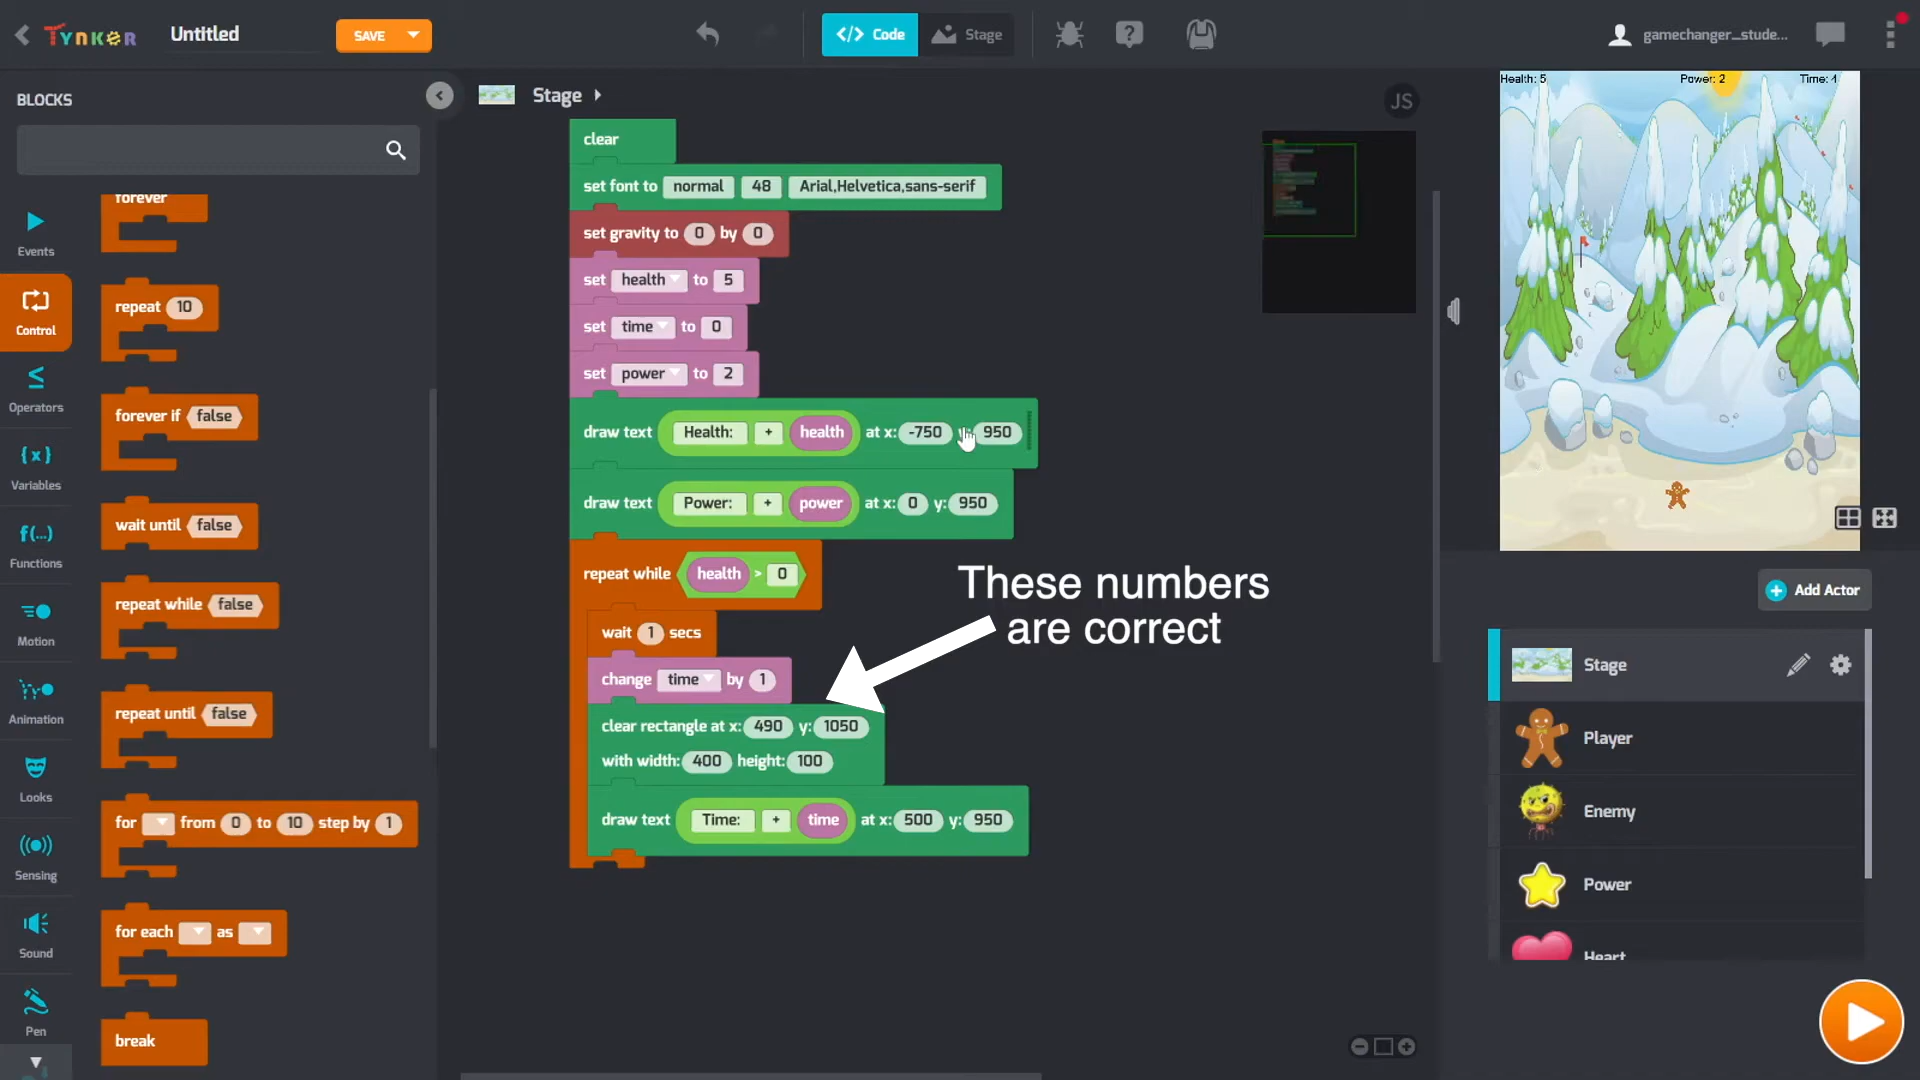 TYNKER
Untitled
SAVE
</> Code
Stage
gamechanger_stude...
BLOCKS
Stage
JS
Events
Control
Operators
Variables
Functions
Motion
Animation
Looks
Sensing
Sound
Pen
{x}
f(...)
forever
repeat 10
forever if false
wait until false
repeat while false
repeat until false
for from 0 to 10 step by 1
for each as
break
clear
set font to normal 48 Arial,Helvetica,sans-serif
set gravity to 0 by 0
set health to 5
set time to 0
set power to 2
draw text Health: + health at x: -750 950
draw text Power: + power at x: 0 y: 950
repeat while health > 0
wait 1 secs
change time by 1
clear rectangle at x: 490 y: 1050
with width: 400 height: 100
draw text Time: + time at x: 500 y: 950
These numbers
are correct
Health: 5 Power: 2 Time: 4
Add Actor
Stage
Player
Enemy
Power
Heart